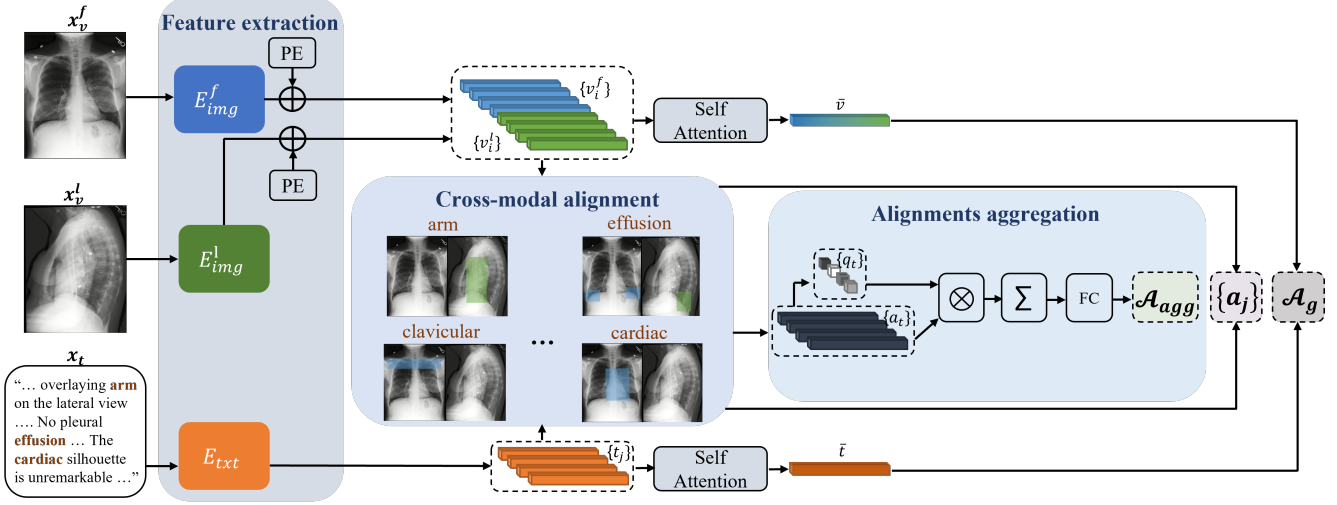 x_v^f
Feature extraction
PE
E_img^f
{v_i^f}
{v_i^l}
Self
Attention
v̄
PE
x_v^l
E_img^l
Cross-modal alignment
arm
effusion
clavicular
...
cardiac
Alignments aggregation
{q_t}
{a_t}
⊗
Σ
FC
𝒜_agg
{a_j}
𝒜_g
x_t
“... overlaying arm
on the lateral view
.... No pleural
effusion ... The
cardiac silhouette
is unremarkable ...”
E_txt
{t_j}
Self
Attention
t̄